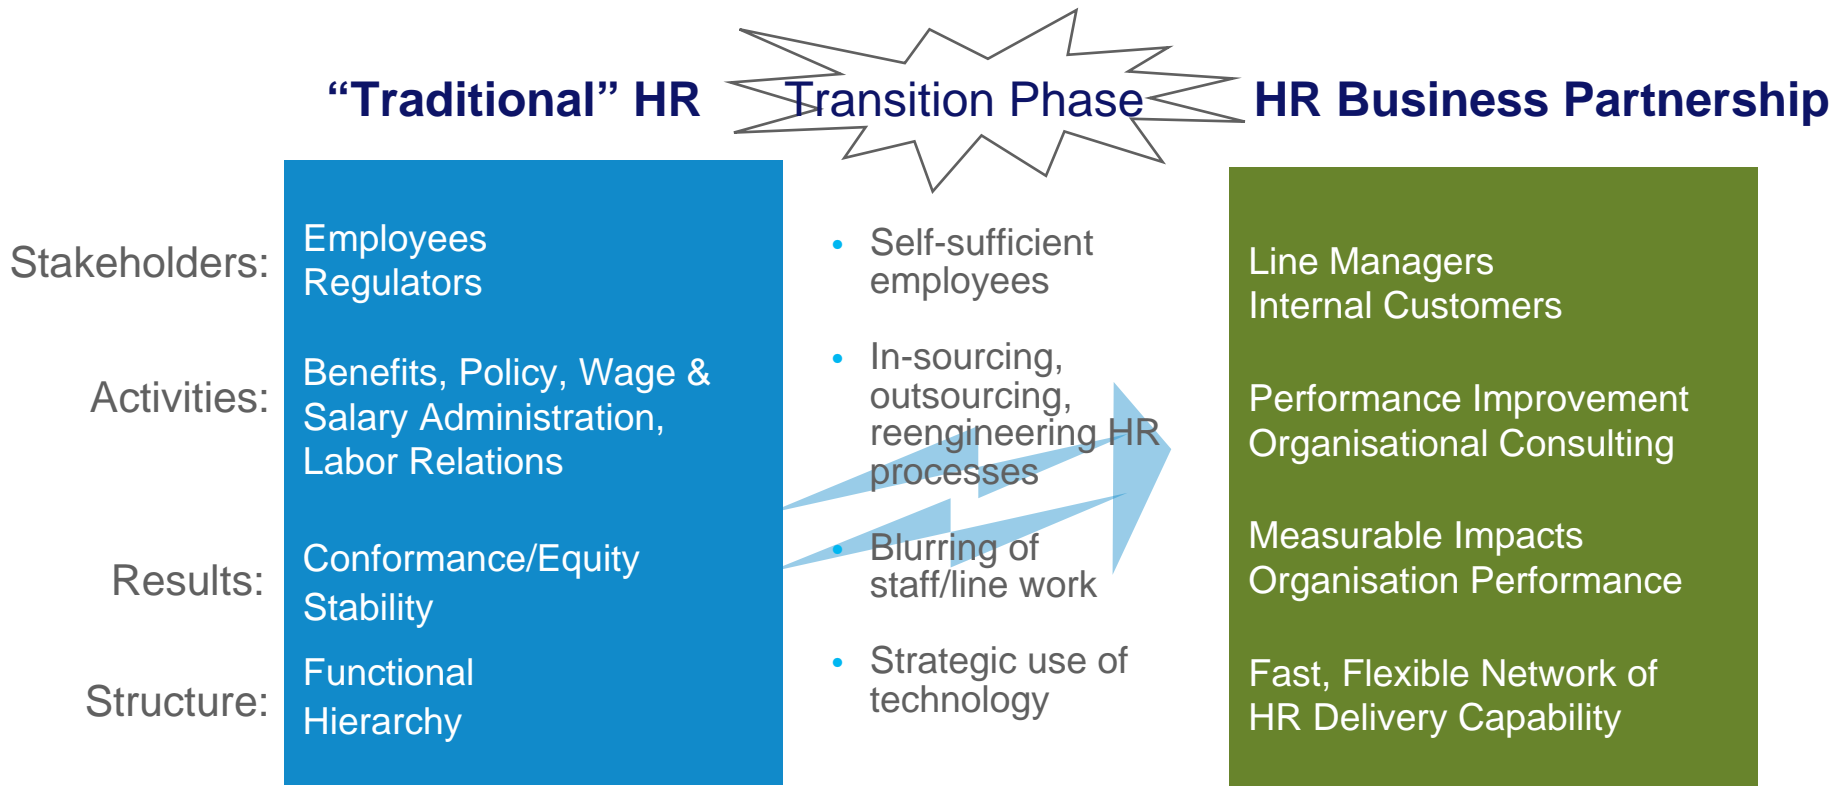 “Traditional” HR
Transition Phase
HR Business Partnership
Stakeholders:
Employees
Regulators
• Self-sufficient
employees
Line Managers
Internal Customers
Activities:
Benefits, Policy, Wage &
Salary Administration,
Labor Relations
• In-sourcing,
outsourcing,
reengineering HR
processes
Performance Improvement
Organisational Consulting
Results:
Conformance/Equity
Stability
• Blurring of
staff/line work
Measurable Impacts
Organisation Performance
Structure:
Functional
Hierarchy
• Strategic use of
technology
Fast, Flexible Network of
HR Delivery Capability